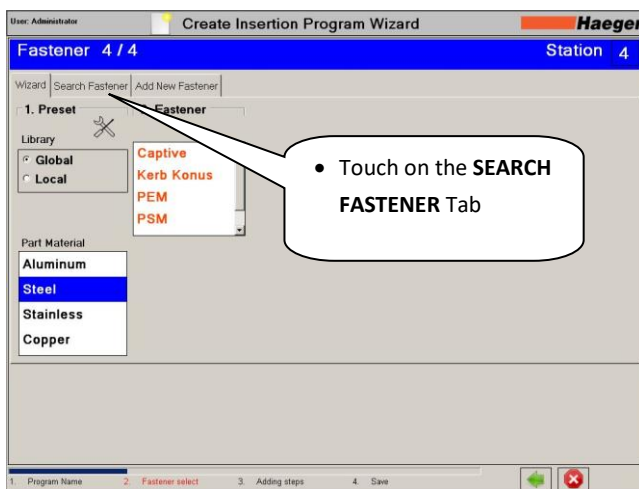 User: Administrator
Create Insertion Program Wizard
Haeger
Fastener 4 / 4
Station 4
Wizard
Search Fastener
Add New Fastener
1. Preset
Fastener
Library
Global
Local
Captive
Kerb Konus
PEM
PSM
• Touch on the SEARCH
FASTENER Tab
Part Material
Aluminum
Steel
Stainless
Copper
1. Program Name
2. Fastener select
3. Adding steps
4. Save